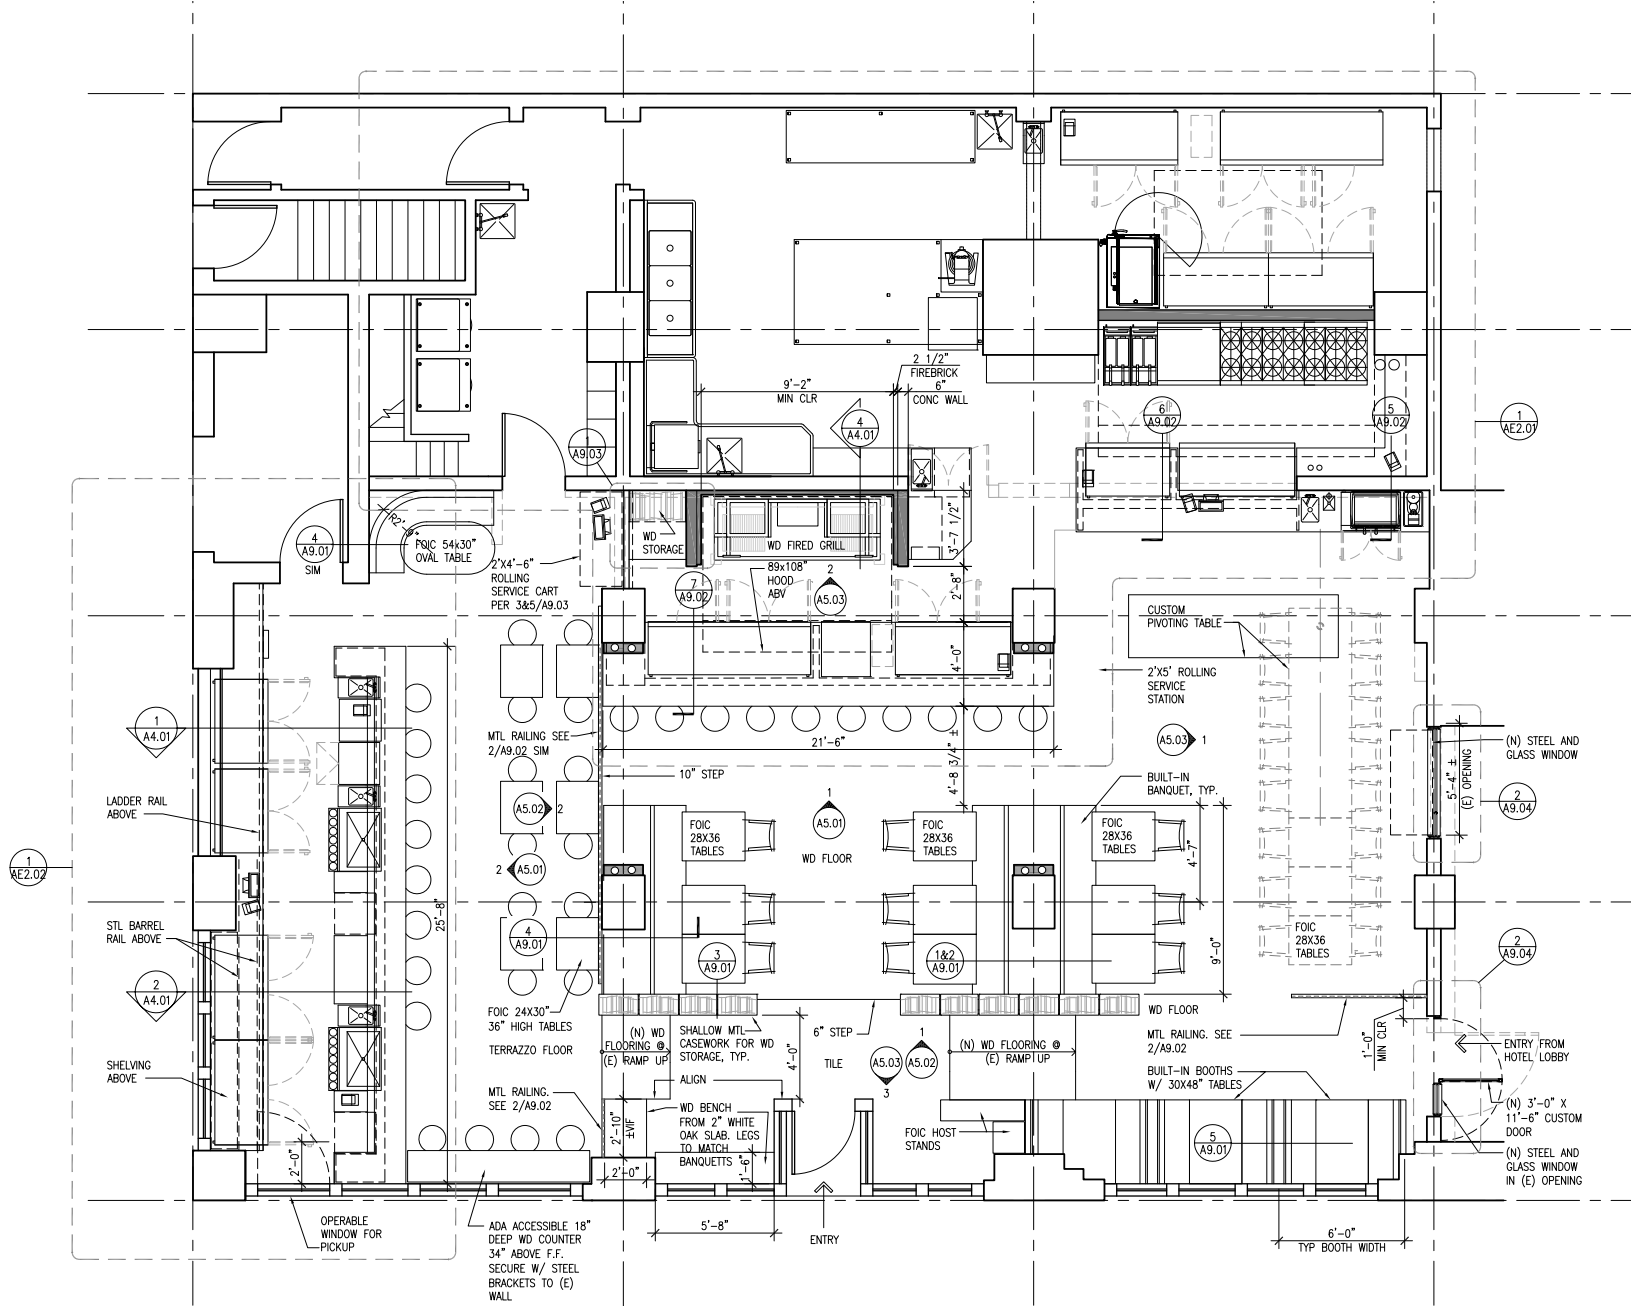 2 1/2"
FIREBRICK
9'-2"
MIN CLR
6"
CONC WALL
1
4
A4.01
6
A9.02
5
A9.02
1
AE2.01
1
A9.03
R2'-0"
4
A9.01
SIM
FOIC 54x30"
OVAL TABLE
WD
STORAGE
WD FIRED GRILL
3'-7 1/2"
2'X4'-6"
ROLLING
SERVICE CART
PER 3&5/A9.03
89x108"
HOOD
ABV
7
A9.02
2
A5.03
2'-8"
CUSTOM
PIVOTING TABLE
4'-0"
2'X5' ROLLING
SERVICE
STATION
1
A4.01
MTL RAILING SEE
2/A9.02 SIM
21'-6"
4'-8 3/4" ±
A5.03
1
(N) STEEL AND
GLASS WINDOW
5'-4" ±
(E) OPENING
10" STEP
BUILT-IN
BANQUET, TYP.
2
A9.04
LADDER RAIL
ABOVE
A5.02
2
1
A5.01
WD FLOOR
FOIC
28X36
TABLES
FOIC
28X36
TABLES
FOIC
28X36
TABLES
4'-7"
1
AE2.02
2
A5.01
25'-8"
STL BARREL
RAIL ABOVE
4
A9.01
FOIC
28X36
TABLES
2
A9.04
3
A9.01
1&2
A9.01
9'-0"
2
A4.01
FOIC 24X30"
36" HIGH TABLES
TERRAZZO FLOOR
(N) WD
FLOORING @
(E) RAMP UP
SHALLOW MTL
CASEWORK FOR WD
STORAGE, TYP.
4'-0"
6" STEP
TILE
1
A5.03
A5.02
3
(N) WD FLOORING @
(E) RAMP UP
WD FLOOR
MTL RAILING. SEE
2/A9.02
1'-0"
MIN CLR
ENTRY FROM
HOTEL LOBBY
SHELVING
ABOVE
MTL RAILING.
SEE 2/A9.02
ALIGN
BUILT-IN BOOTHS
W/ 30X48" TABLES
2'-10"
±VIF
WD BENCH
FROM 2" WHITE
OAK SLAB. LEGS
TO MATCH
BANQUETTS
FOIC HOST
STANDS
5
A9.01
(N) 3'-0" X
11'-6" CUSTOM
DOOR
(N) STEEL AND
GLASS WINDOW
IN (E) OPENING
2'-0"
2'-0"
1'-6"
OPERABLE
WINDOW FOR
PICKUP
ADA ACCESSIBLE 18"
DEEP WD COUNTER
34" ABOVE F.F.
SECURE W/ STEEL
BRACKETS TO (E)
WALL
5'-8"
ENTRY
6'-0"
TYP BOOTH WIDTH